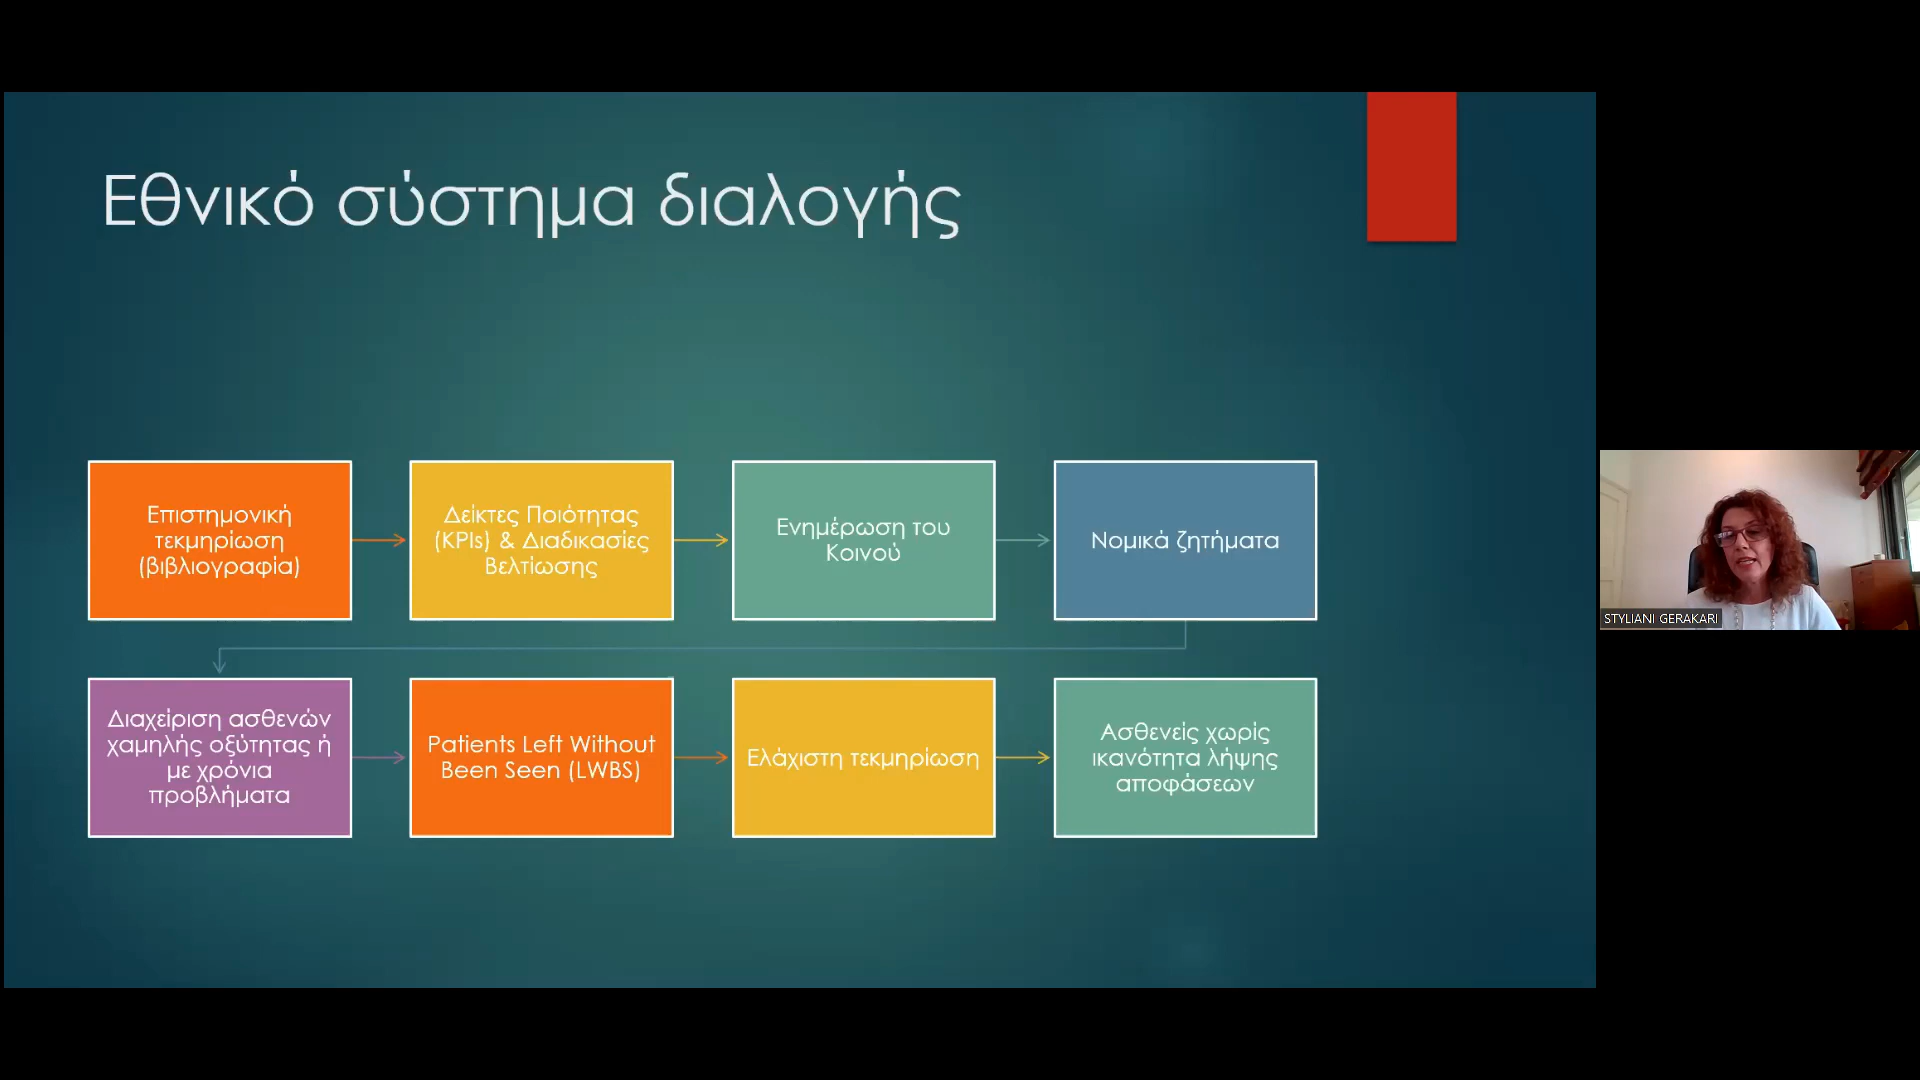 Εθνικό σύστημα διαλογής
Επιστημονική
τεκμηρίωση
(βιβλιογραφία)
Δείκτες Ποιότητας
(KPIs) & Διαδικασίες
Βελτίωσης
Ενημέρωση του
Κοινού
Νομικά ζητήματα
Διαχείριση ασθενών
χαμηλής οξύτητας ή
με χρόνια
προβλήματα
Patients Left Without
Been Seen (LWBS)
Ελάχιστη τεκμηρίωση
Ασθενείς χωρίς
ικανότητα λήψης
αποφάσεων
STYLIANI GERAKARI